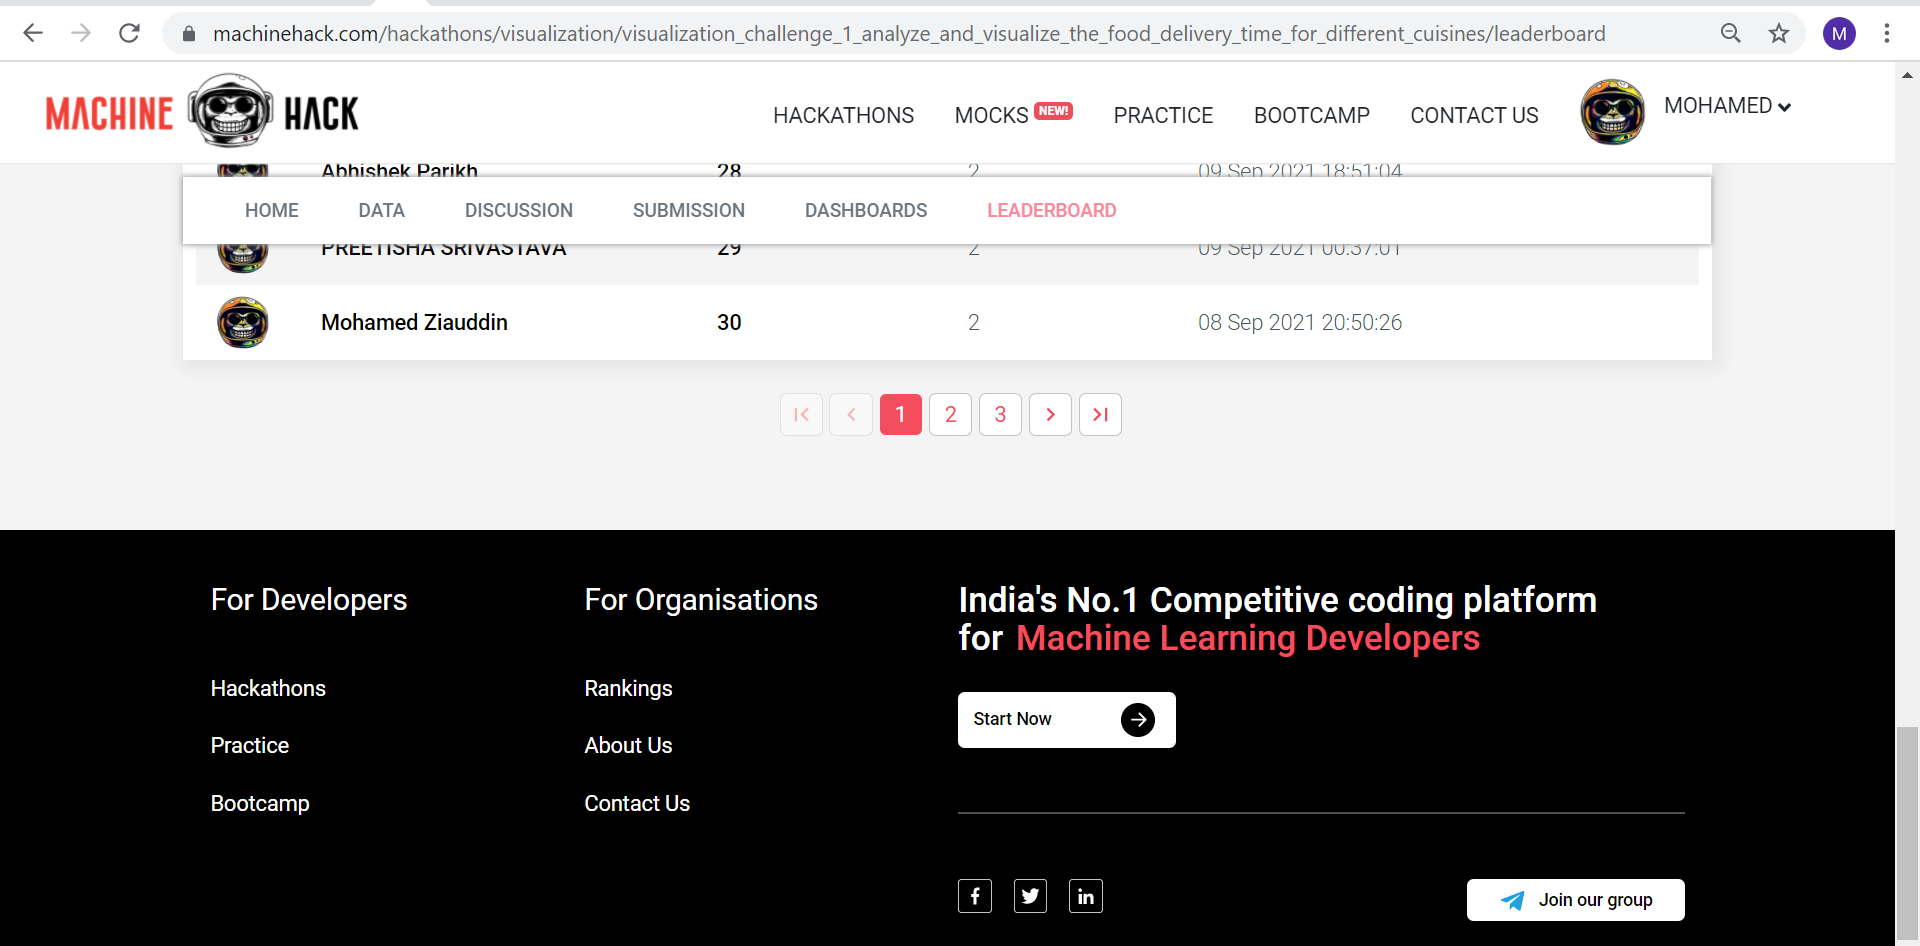 machinehack.com/hackathons/visualization/visualization_challenge_1_analyze_and_visualize_the_food_delivery_time_for_different_cuisines/leaderboard M
MACHINE HACK HACKATHONS MOCKS NEW! PRACTICE BOOTCAMP CONTACT US MOHAMED
Abhishek Parikh 28 2 09 Sep 2021 18:51:04
HOME DATA DISCUSSION SUBMISSION DASHBOARDS LEADERBOARD
PREETISHA SRIVASTAVA 29 2 09 Sep 2021 00:37:01
Mohamed Ziauddin 30 2 08 Sep 2021 20:50:26
1 2 3
For Developers For Organisations India's No.1 Competitive coding platform
for Machine Learning Developers
Hackathons Rankings
Start Now
Practice About Us
Bootcamp Contact Us
f in Join our group